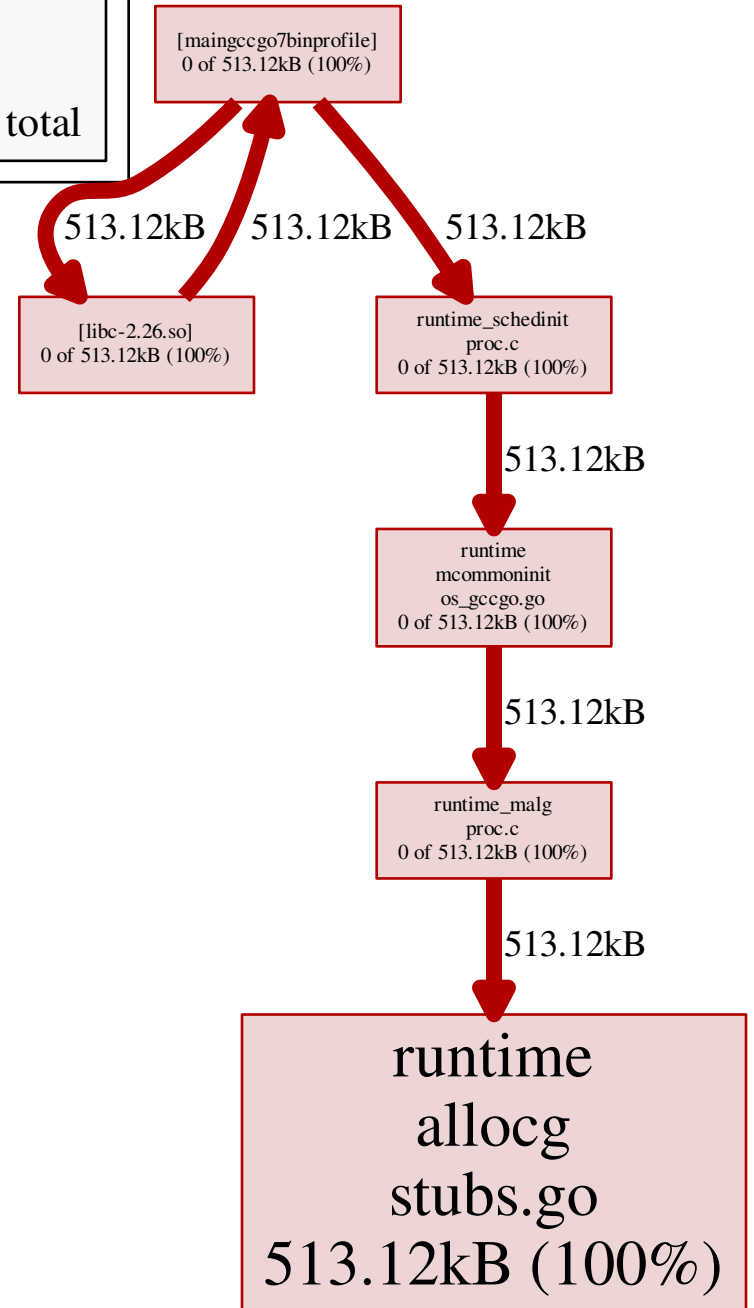 [maingccgo7binprofile]
0 of 513.12kB (100%)
total
513.12kB
513.12kB
513.12kB
[libc-2.26.so]
0 of 513.12kB (100%)
runtime_schedinit
proc.c
0 of 513.12kB (100%)
513.12kB
runtime
mcommoninit
os_gccgo.go
0 of 513.12kB (100%)
513.12kB
runtime_malg
proc.c
0 of 513.12kB (100%)
513.12kB
runtime
allocg
stubs.go
513.12kB (100%)